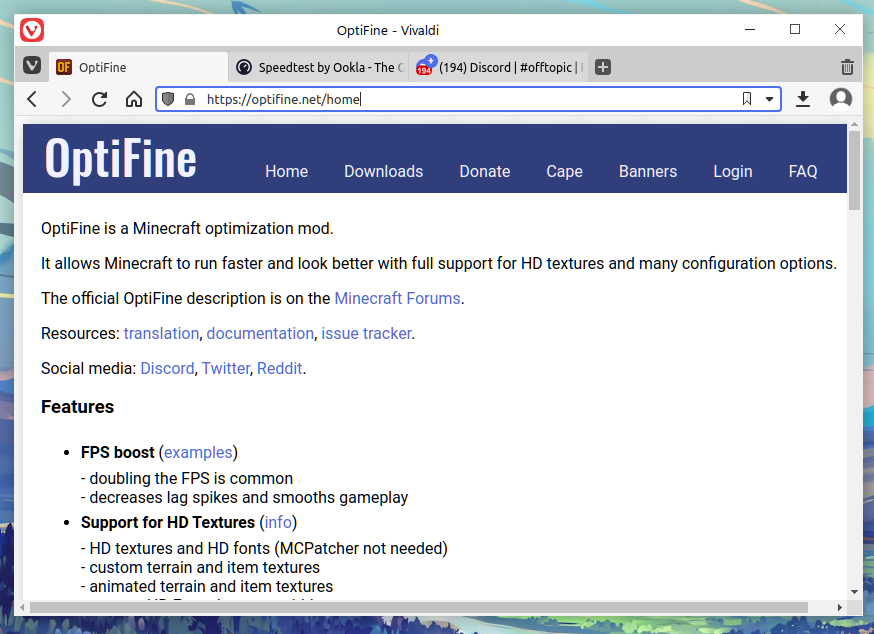 OptiFine - Vivaldi
OptiFine
Speedtest by Ookla - The
194
(194) Discord | #offtopic |
https://optifine.net/home
OptiFine
Home Downloads Donate Cape Banners Login FAQ
OptiFine is a Minecraft optimization mod.
It allows Minecraft to run faster and look better with full support for HD textures and many configuration options.
The official OptiFine description is on the Minecraft Forums.
Resources: translation, documentation, issue tracker.
Social media: Discord, Twitter, Reddit.
Features
• FPS boost (examples)
- doubling the FPS is common
- decreases lag spikes and smooths gameplay
• Support for HD Textures (info)
- HD textures and HD fonts (MCPatcher not needed)
- custom terrain and item textures
- animated terrain and item textures